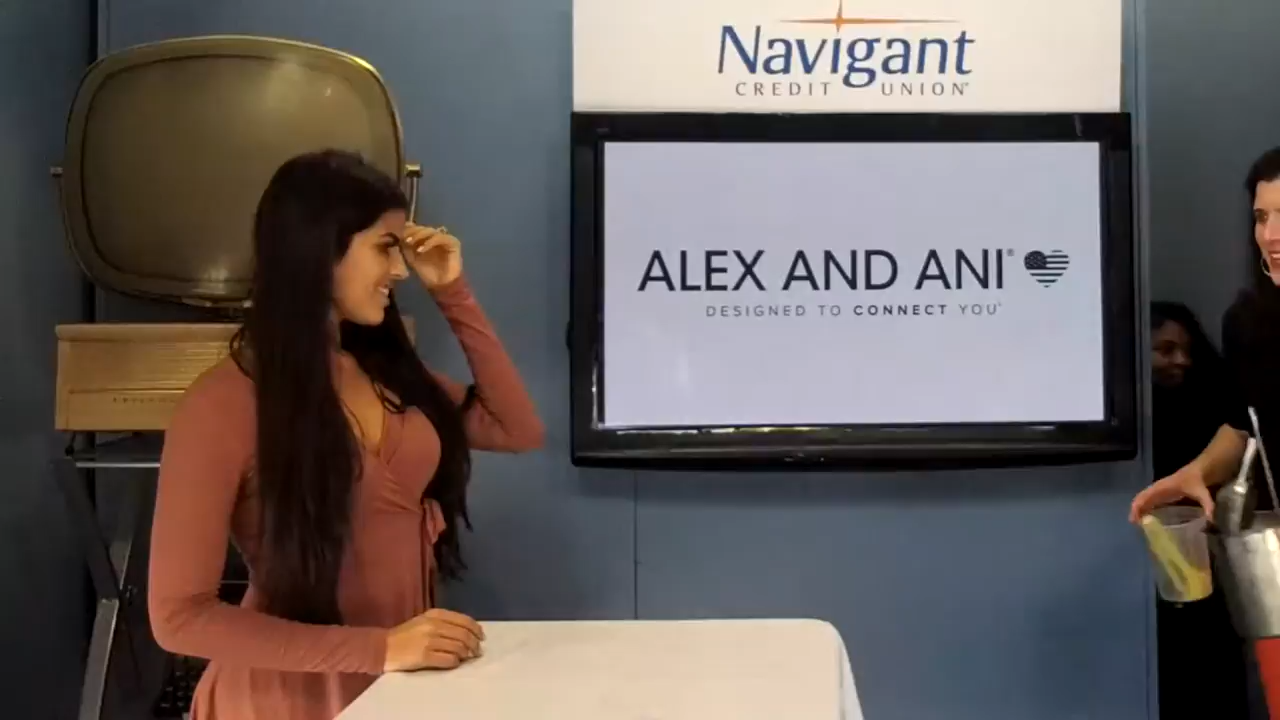 Navigant
CREDIT UNION®
ALEX AND ANI®
DESIGNED TO CONNECT YOU®